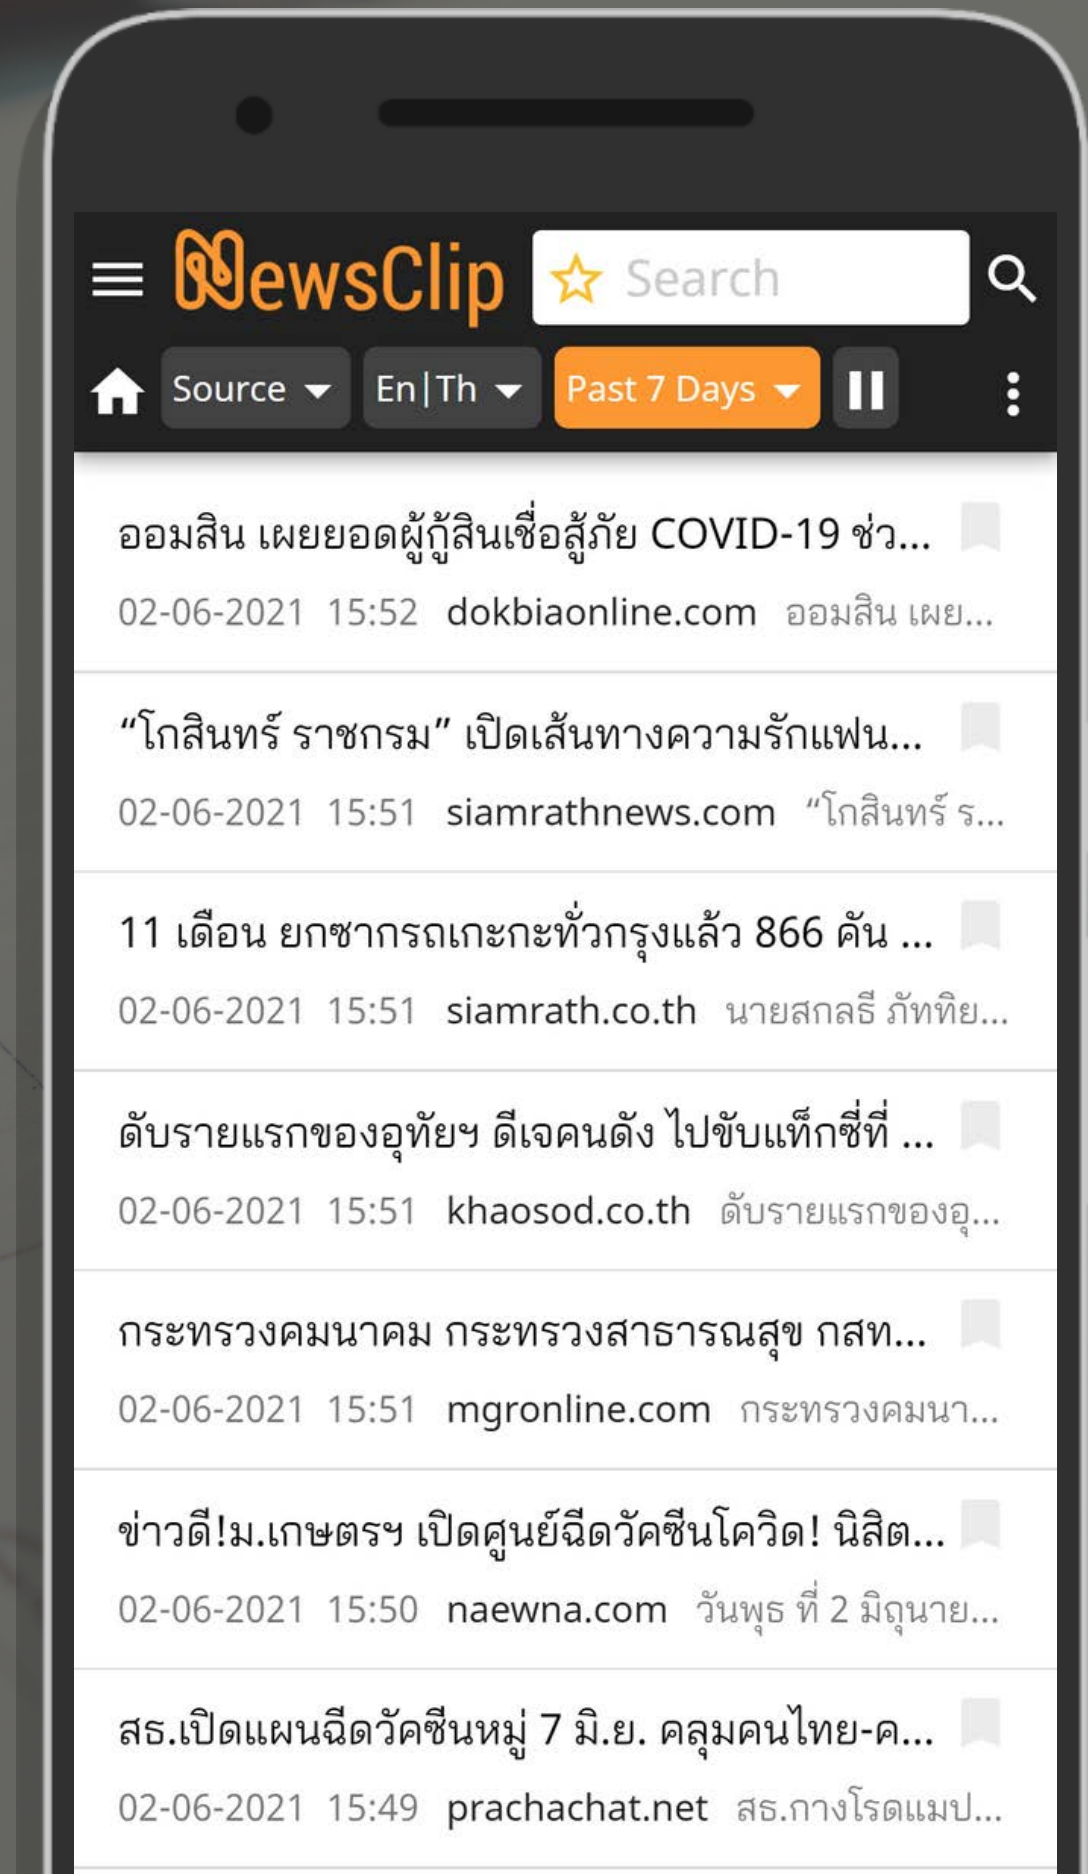 NewsClip Search
Source En|Th Past 7 Days
ออมสิน เผยยอดผู้กู้สินเชื่อสู้ภัย COVID-19 ช่ว...
02-06-2021 15:52 dokbiaonline.com ออมสิน เผย...
“โกสินทร์ ราชกรม” เปิดเส้นทางความรักแฟน...
02-06-2021 15:51 siamrathnews.com “โกสินทร์ ร...
11 เดือน ยกซากรถเกะกะทั่วกรุงแล้ว 866 คัน ...
02-06-2021 15:51 siamrath.co.th นายสกลธี ภัททิย...
ดับรายแรกของอุทัยฯ ดีเจคนดัง ไปขับแท็กซี่ที่ ...
02-06-2021 15:51 khaosod.co.th ดับรายแรกของอุ...
กระทรวงคมนาคม กระทรวงสาธารณสุข กสท...
02-06-2021 15:51 mgronline.com กระทรวงคมนา...
ข่าวดี!ม.เกษตรฯ เปิดศูนย์ฉีดวัคซีนโควิด! นิสิต...
02-06-2021 15:50 naewna.com วันพุธ ที่ 2 มิถุนาย...
สธ.เปิดแผนฉีดวัคซีนหมู่ 7 มิ.ย. คลุมคนไทย-ค...
02-06-2021 15:49 prachachat.net สธ.กางโรดแมป...